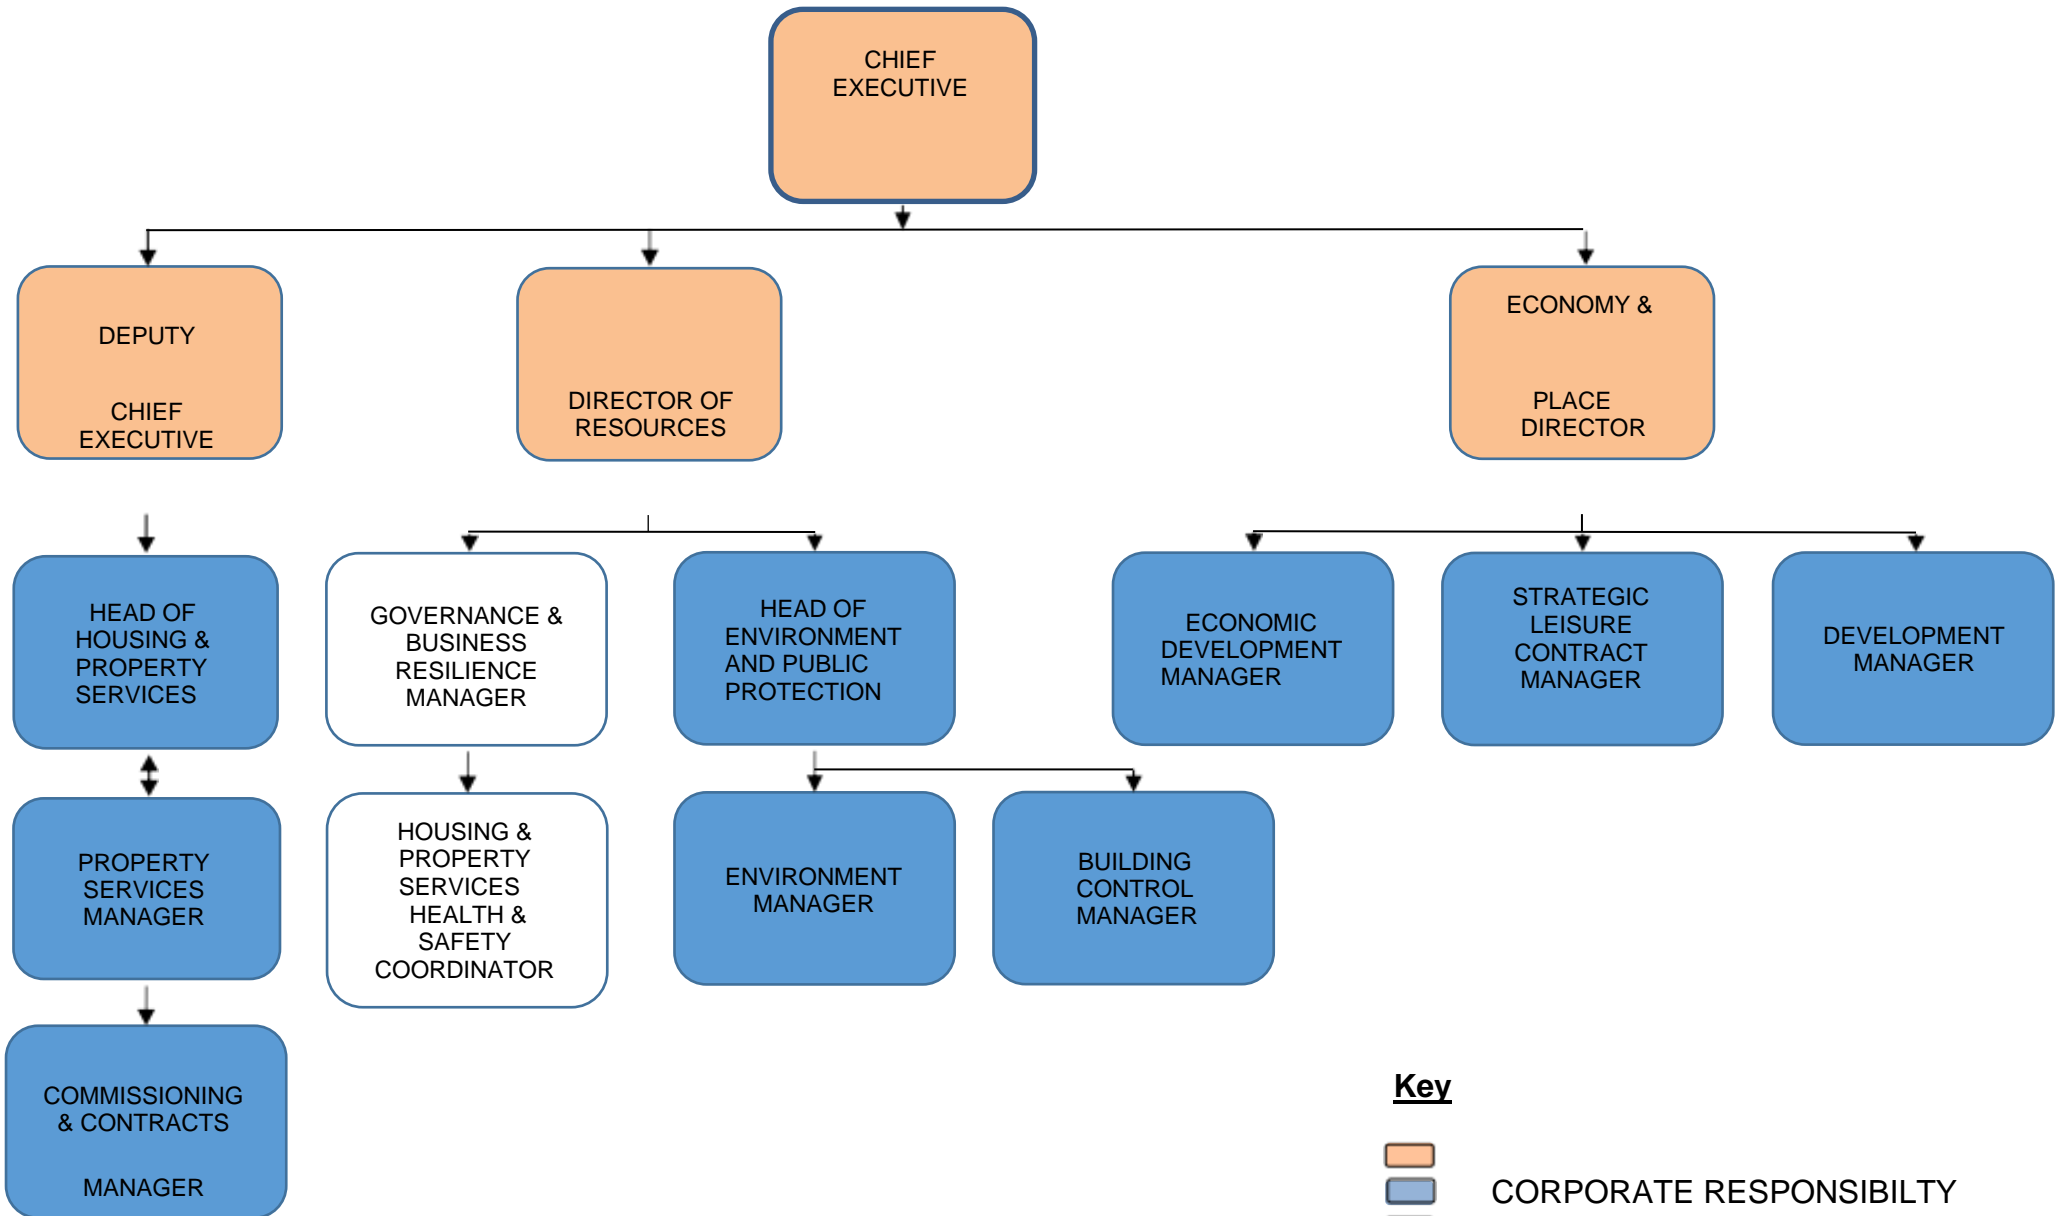 CHIEF
EXECUTIVE
DEPUTY
CHIEF
EXECUTIVE
DIRECTOR OF
RESOURCES
ECONOMY &
PLACE
DIRECTOR
HEAD OF
HOUSING &
PROPERTY
SERVICES
GOVERNANCE &
BUSINESS
RESILIENCE
MANAGER
HEAD OF
ENVIRONMENT
AND PUBLIC
PROTECTION
ECONOMIC
DEVELOPMENT
MANAGER
STRATEGIC
LEISURE
CONTRACT
MANAGER
DEVELOPMENT
MANAGER
PROPERTY
SERVICES
MANAGER
HOUSING &
PROPERTY
SERVICES
HEALTH &
SAFETY
COORDINATOR
ENVIRONMENT
MANAGER
BUILDING
CONTROL
MANAGER
COMMISSIONING
& CONTRACTS
MANAGER
Key
CORPORATE RESPONSIBILTY